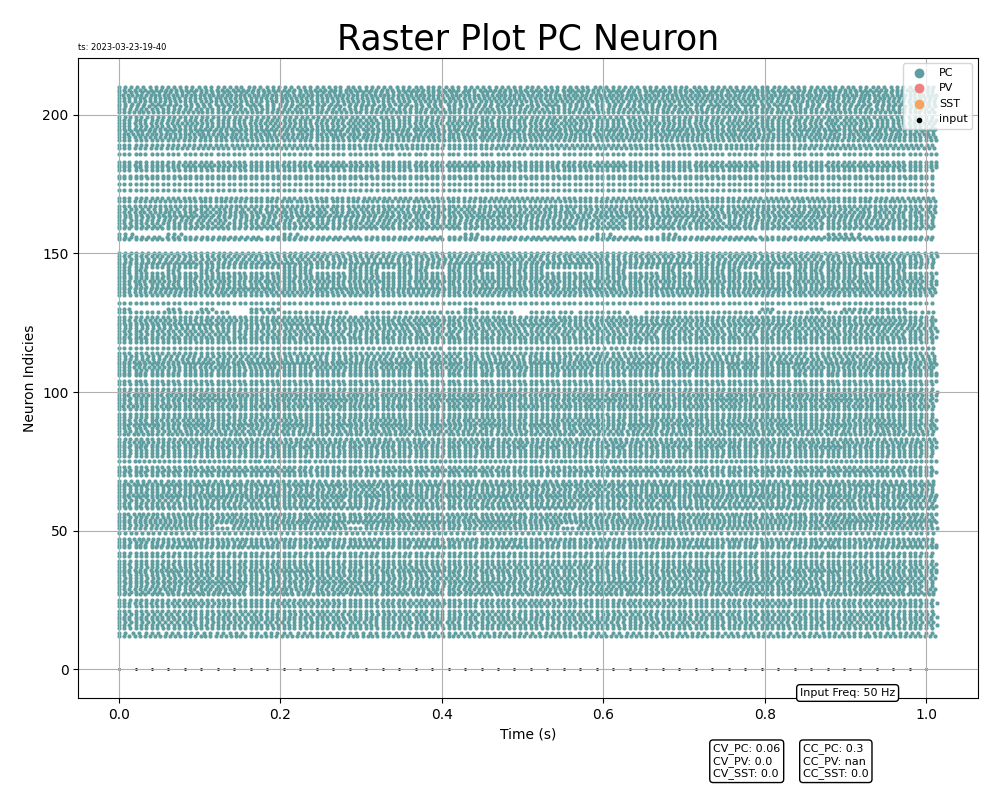 Raster Plot PC Neuron
ts: 2023-03-23-19-40
PC
PV
SST
input
200
150
100
50
0
Neuron Indicies
0.0
0.2
0.4
0.6
0.8
1.0
Time (s)
Input Freq: 50 Hz
CV_PC: 0.06
CV_PV: 0.0
CV_SST: 0.0
CC_PC: 0.3
CC_PV: nan
CC_SST: 0.0